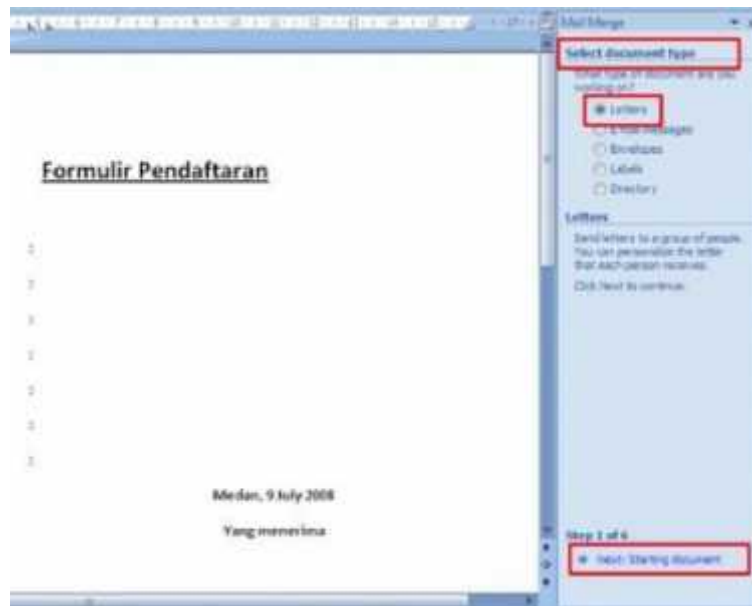 Mail Merge
Select document type
What type of document are you
working on?
Letters
E-mail messages
Envelopes
Labels
Directory
Letters
Send letters to a group of people.
You can personalize the letter
that each person receives.
Click Next to continue.
Step 1 of 6
Next: Starting document
Formulir Pendaftaran
:
:
:
:
:
:
:
Medan, 9 July 2008
Yang menerima